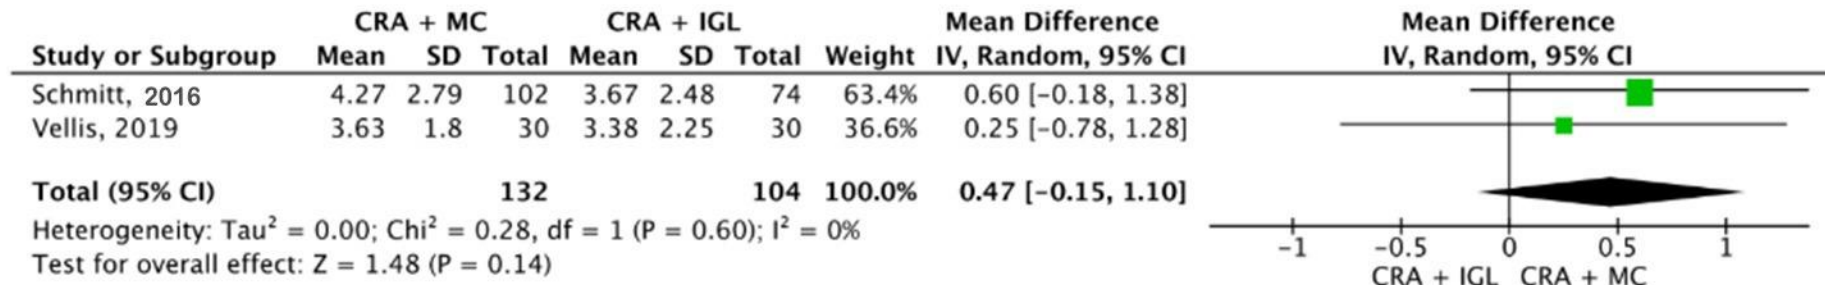 CRA + MC CRA + IGL Mean Difference Mean Difference
Study or Subgroup Mean SD Total Mean SD Total Weight IV, Random, 95% CI IV, Random, 95% CI
Schmitt, 2016 4.27 2.79 102 3.67 2.48 74 63.4% 0.60 [−0.18, 1.38]
Vellis, 2019 3.63 1.8 30 3.38 2.25 30 36.6% 0.25 [−0.78, 1.28]
Total (95% CI) 132 104 100.0% 0.47 [−0.15, 1.10]
Heterogeneity: Tau² = 0.00; Chi² = 0.28, df = 1 (P = 0.60); I² = 0%
Test for overall effect: Z = 1.48 (P = 0.14)
−1 −0.5 0 0.5 1
CRA + IGL CRA + MC